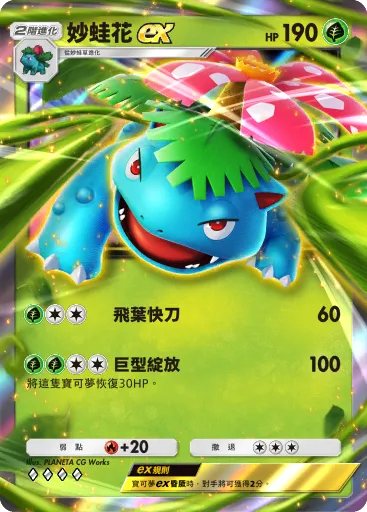 2階進化
妙蛙花ex
HP 190
從妙蛙草進化
飛葉快刀 60
巨型綻放 100
將這隻寶可夢恢復30HP。
弱點 +20 撤退
Illus. PLANETA CG Works
ex規則
寶可夢ex昏厥時，對手將可獲得2分。